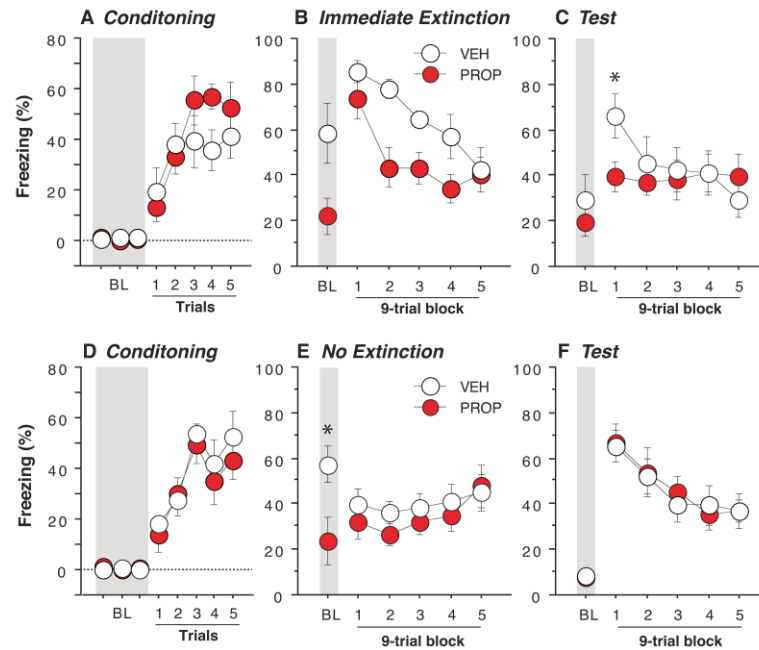 A Conditoning
Freezing (%)
80
60
40
20
0
BL
1 2 3 4 5
Trials
B Immediate Extinction
VEH
PROP
100
80
60
40
20
0
BL
1 2 3 4 5
9-trial block
C Test
*
100
80
60
40
20
0
BL
1 2 3 4 5
9-trial block
D Conditoning
Freezing (%)
80
60
40
20
0
BL
1 2 3 4 5
Trials
E No Extinction
VEH
PROP
*
100
80
60
40
20
0
BL
1 2 3 4 5
9-trial block
F Test
100
80
60
40
20
0
BL
1 2 3 4 5
9-trial block